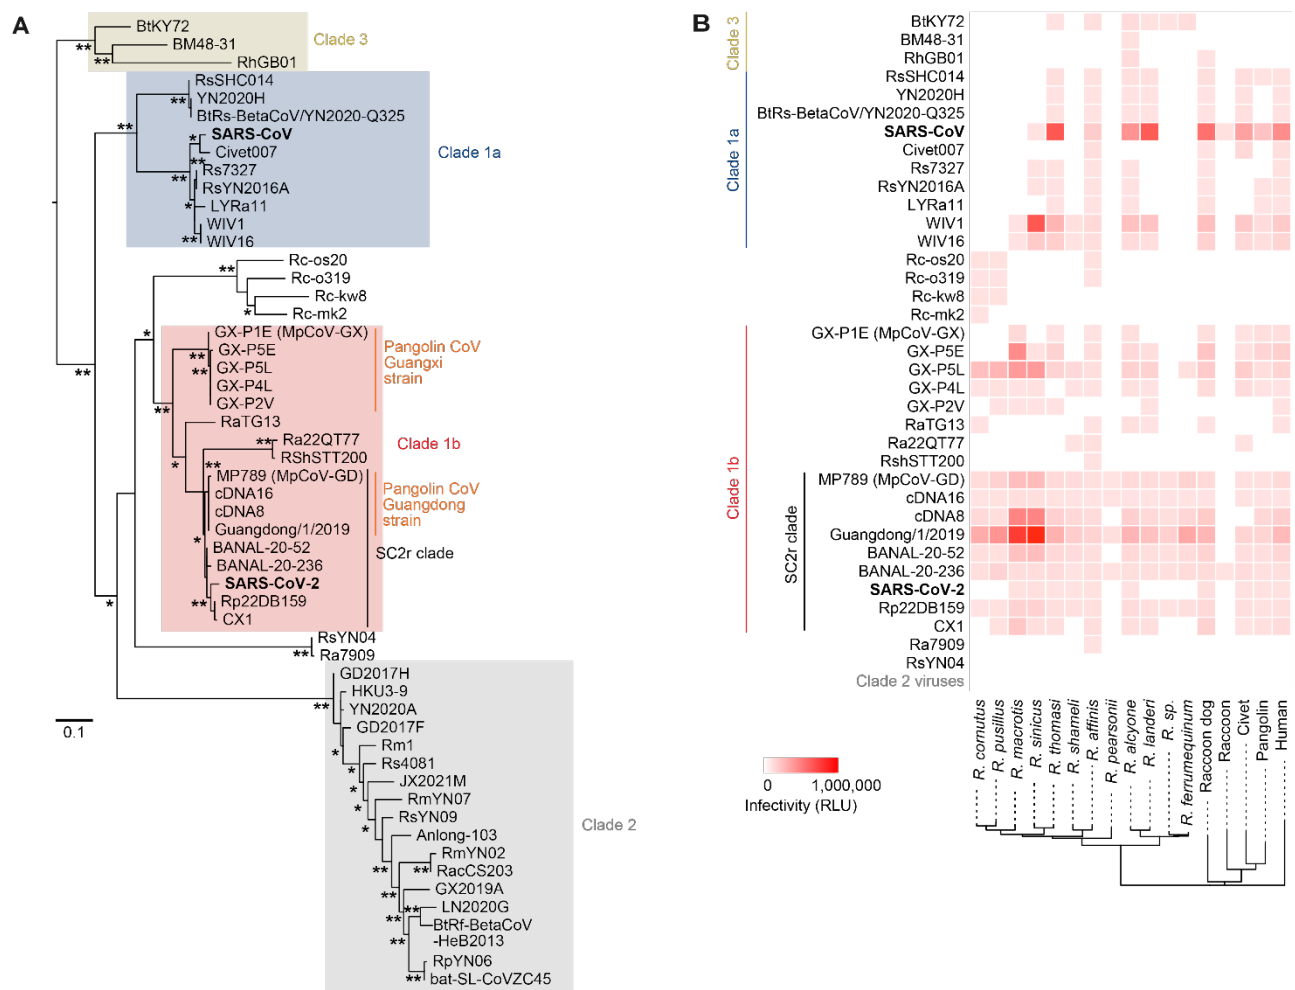 A
BtKY72
BM48-31
RhGB01
Clade 3
RsSHC014
YN2020H
BtRs-BetaCoV/YN2020-Q325
SARS-CoV
Civet007
Rs7327
RsYN2016A
LYRa11
WIV1
WIV16
Clade 1a
Rc-os20
Rc-o319
Rc-kw8
Rc-mk2
GX-P1E (MpCoV-GX)
GX-P5E
GX-P5L
GX-P4L
GX-P2V
Pangolin CoV
Guangxi
strain
RaTG13
Ra22QT77
RShSTT200
Clade 1b
MP789 (MpCoV-GD)
cDNA16
cDNA8
Guangdong/1/2019
Pangolin CoV
Guangdong
strain
BANAL-20-52
BANAL-20-236
SARS-CoV-2
Rp22DB159
CX1
SC2r clade
RsYN04
Ra7909
GD2017H
HKU3-9
YN2020A
GD2017F
Rm1
Rs4081
JX2021M
RmYN07
RsYN09
Anlong-103
RmYN02
RacCS203
GX2019A
LN2020G
BtRf-BetaCoV
-HeB2013
RpYN06
bat-SL-CoVZC45
Clade 2
0.1
B
Clade 3
Clade 1a
Clade 1b
SC2r clade
BtKY72
BM48-31
RhGB01
RsSHC014
YN2020H
BtRs-BetaCoV/YN2020-Q325
SARS-CoV
Civet007
Rs7327
RsYN2016A
LYRa11
WIV1
WIV16
Rc-os20
Rc-o319
Rc-kw8
Rc-mk2
GX-P1E (MpCoV-GX)
GX-P5E
GX-P5L
GX-P4L
GX-P2V
RaTG13
Ra22QT77
RshSTT200
MP789 (MpCoV-GD)
cDNA16
cDNA8
Guangdong/1/2019
BANAL-20-52
BANAL-20-236
SARS-CoV-2
Rp22DB159
CX1
Ra7909
RsYN04
Clade 2 viruses
R. cornutus
R. pusillus
R. macrotis
R. sinicus
R. thomasi
R. shameli
R. affinis
R. pearsonii
R. alcyone
R. landeri
R. sp.
R. ferrumequinum
Raccoon dog
Raccoon
Civet
Pangolin
Human
0 1,000,000
Infectivity (RLU)